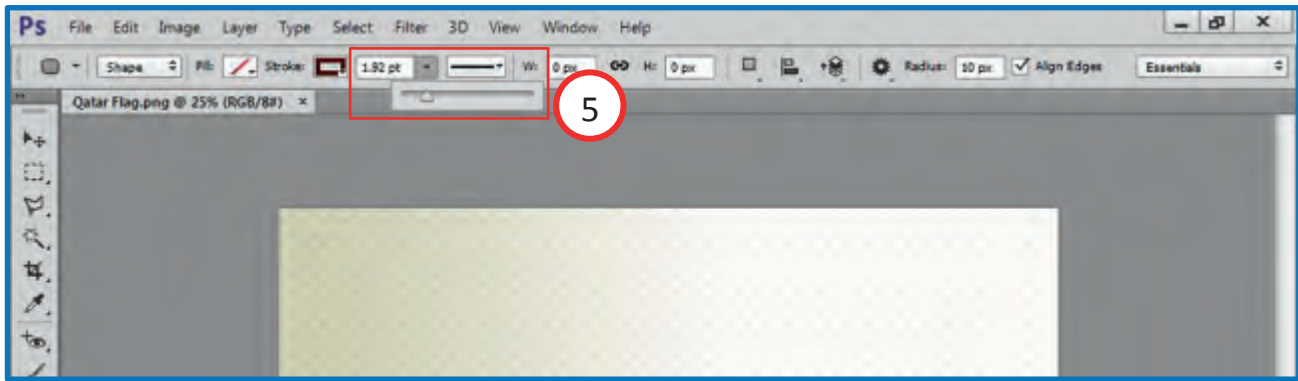 Ps File Edit Image Layer Type Select Filter 3D View Window Help
Shape Fill: Stroke: 1.92 pt W: 0 px H: 0 px Radius: 10 px Align Edges Essentials
Qatar Flag.png @ 25% (RGB/8#) ×
5